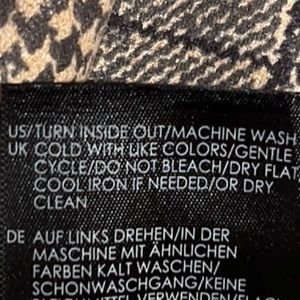 US/TURN INSIDE OUT/MACHINE WASH
UK COLD WITH LIKE COLORS/GENTLE
CYCLE/DO NOT BLEACH/DRY FLAT/
COOL IRON IF NEEDED/OR DRY
CLEAN
DE AUF LINKS DREHEN/IN DER
MASCHINE MIT ÄHNLICHEN
FARBEN KALT WASCHEN/
SCHONWASCHGANG/KEINE